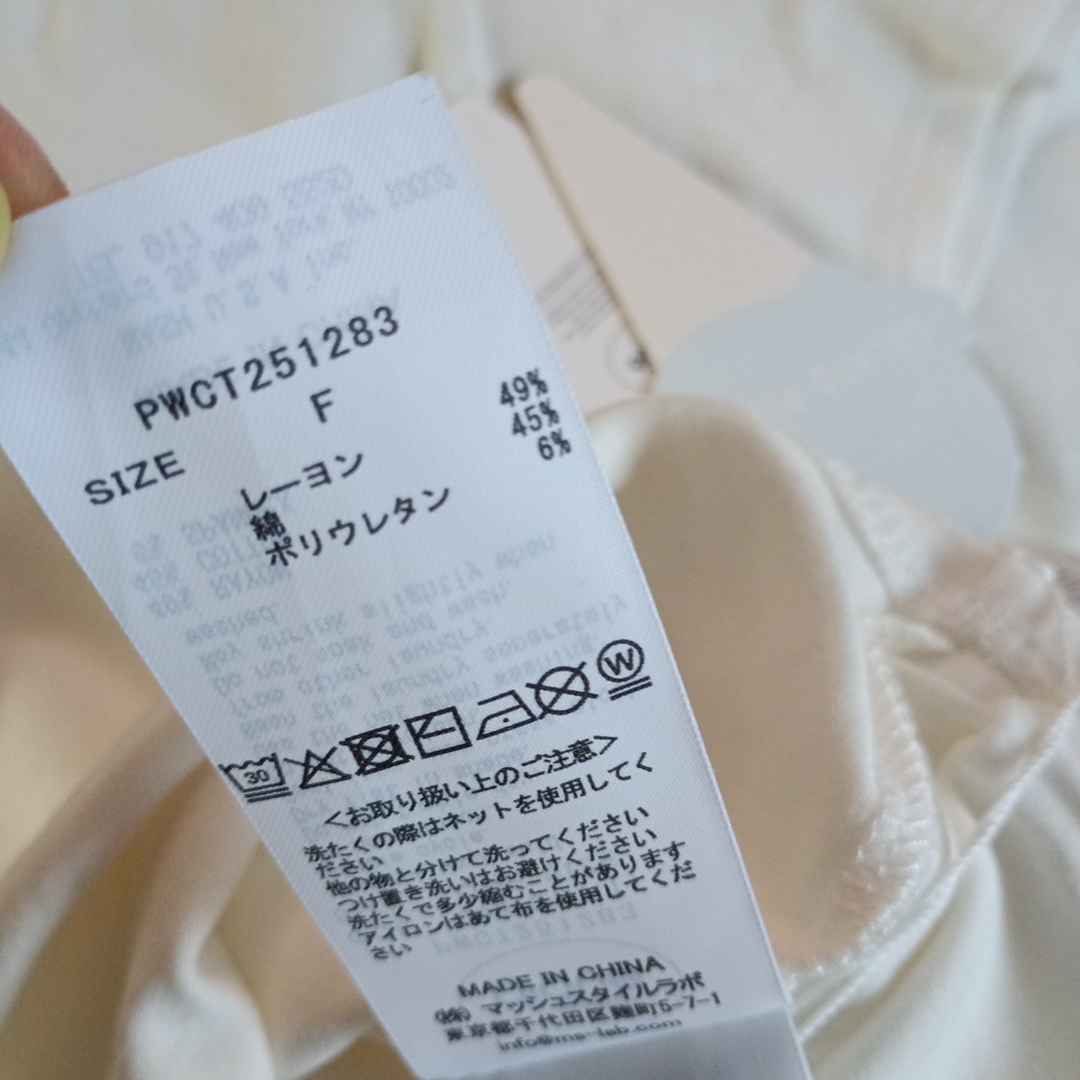 PWCT251283
SIZE F
レーヨン 49%
綿 45%
ポリウレタン 6%
30 W
<お取り扱い上のご注意>
洗たくの際はネットを使用してく
ださい
他の物と分けて洗ってください
つけ置き洗いはお避けください
洗たくで多少縮むことがあります
アイロンはあて布を使用してくだ
さい
MADE IN CHINA
(株) マッシュスタイルラボ
東京都千代田区麹町5-7-1
info@ms-lab.com